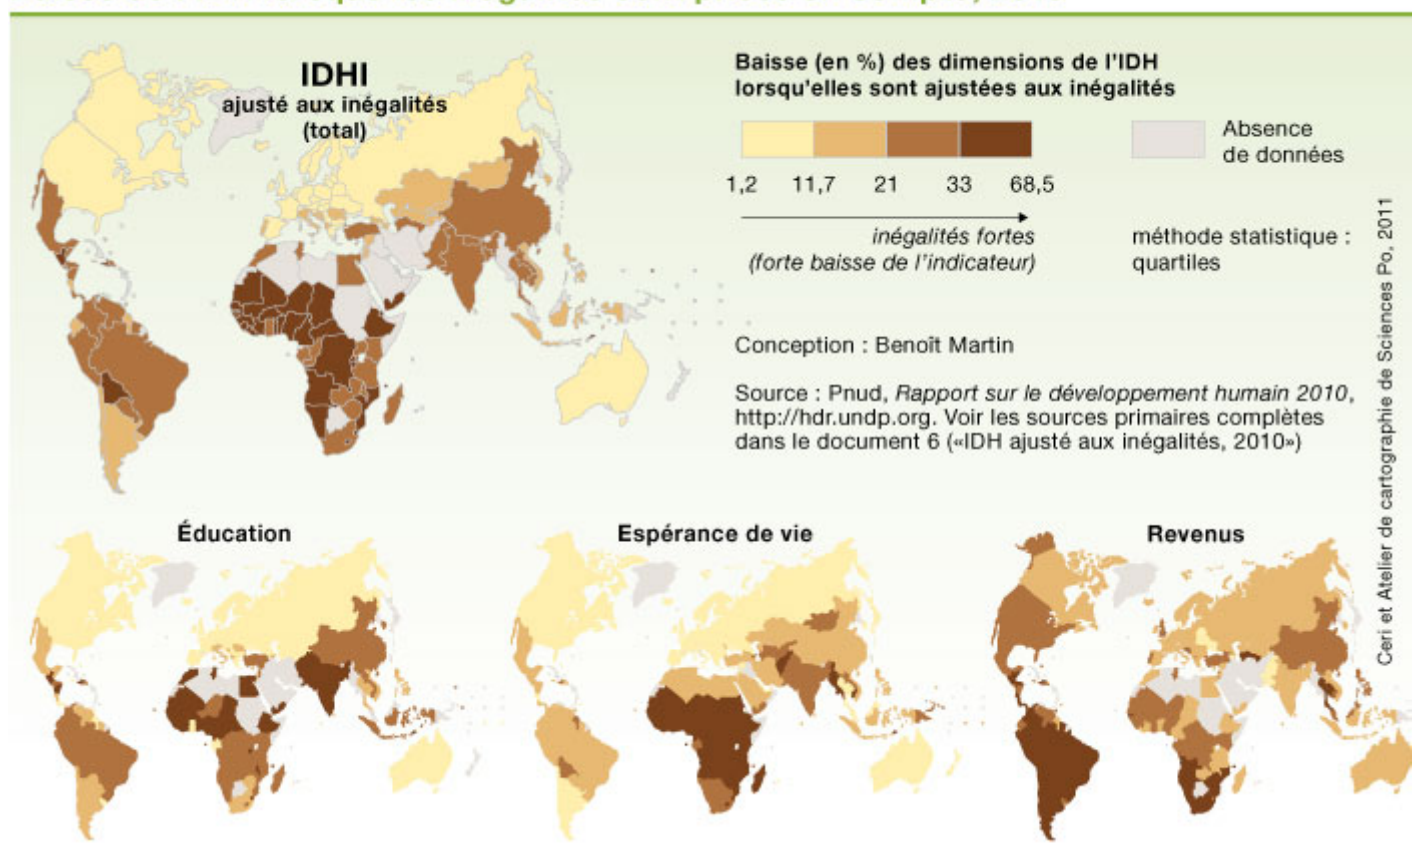 IDHI
ajusté aux inégalités
(total)
Baisse (en %) des dimensions de l'IDH
lorsqu'elles sont ajustées aux inégalités
Absence
de données
1,2 11,7 21 33 68,5
inégalités fortes
(forte baisse de l'indicateur)
méthode statistique :
quartiles
Conception : Benoît Martin
Source : Pnud, Rapport sur le développement humain 2010,
http://hdr.undp.org. Voir les sources primaires complètes
dans le document 6 («IDH ajusté aux inégalités, 2010»)
Ceri et Atelier de cartographie de Sciences Po, 2011
Éducation
Espérance de vie
Revenus